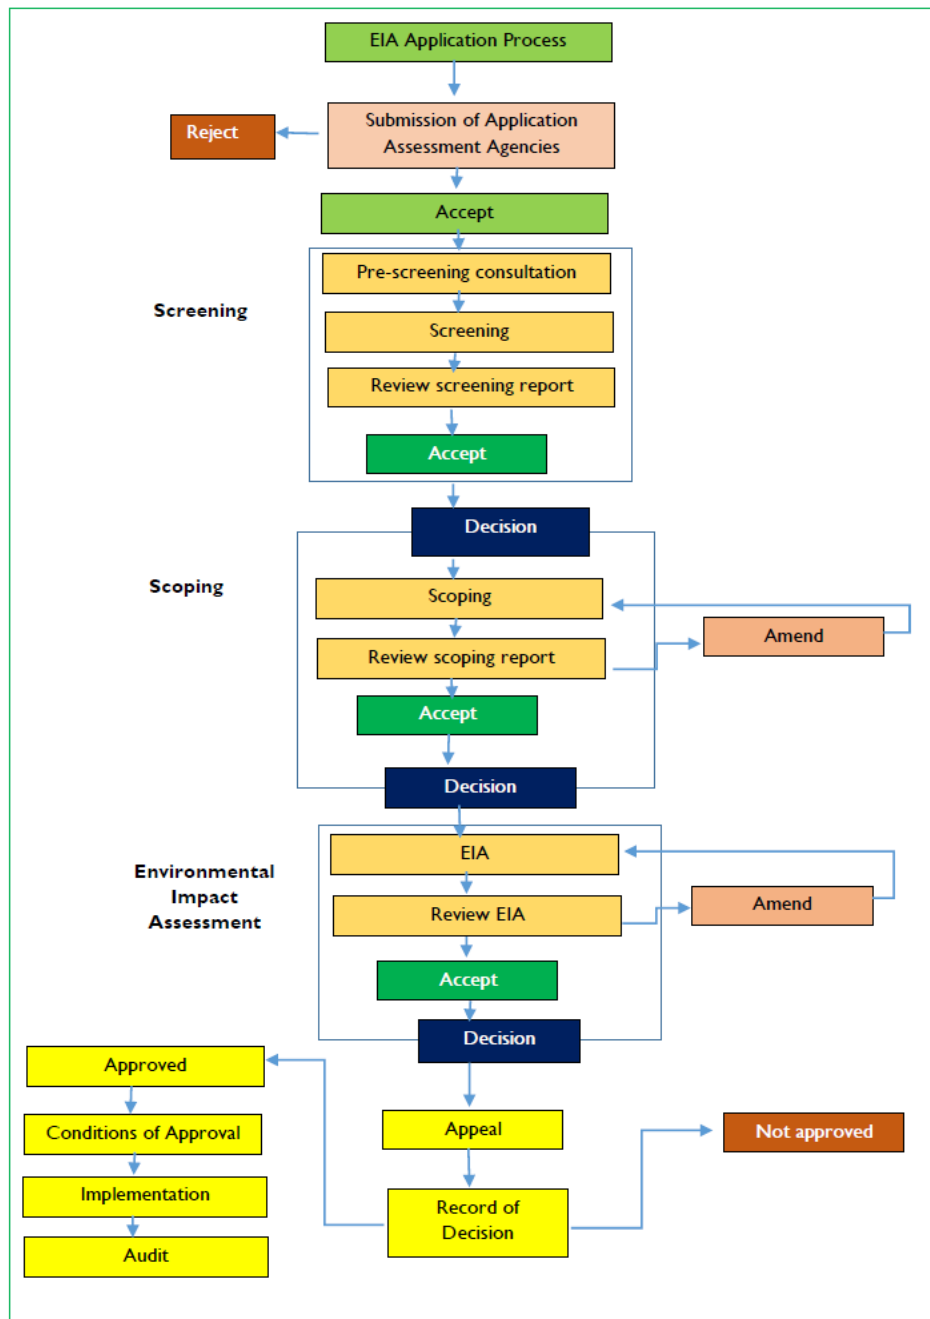 EIA Application Process
Submission of Application
Assessment Agencies
Reject
Accept
Pre-screening consultation
Screening
Screening
Review screening report
Accept
Decision
Scoping
Scoping
Amend
Review scoping report
Accept
Decision
EIA
Environmental
Impact
Assessment
Amend
Review EIA
Accept
Decision
Approved
Appeal
Not approved
Conditions of Approval
Implementation
Record of
Decision
Audit